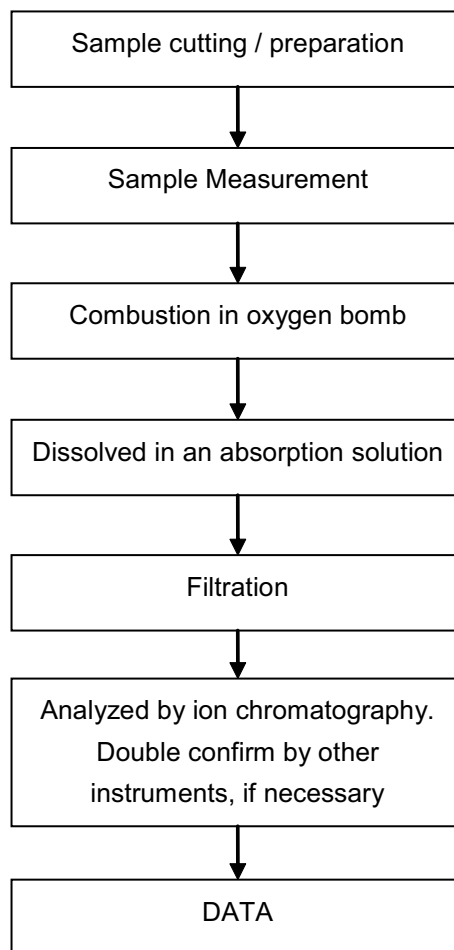 Sample cutting / preparation
Sample Measurement
Combustion in oxygen bomb
Dissolved in an absorption solution
Filtration
Analyzed by ion chromatography.
Double confirm by other
instruments, if necessary
DATA